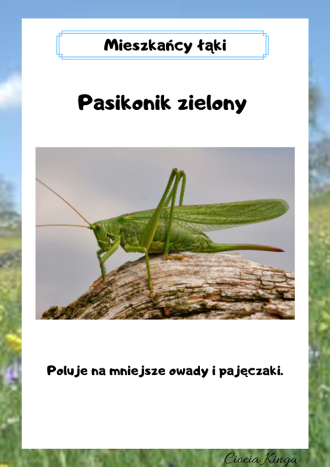 Mieszkańcy łąki
Pasikonik zielony
Poluje na mniejsze owady i pajęczaki.
Ciocia Kinga